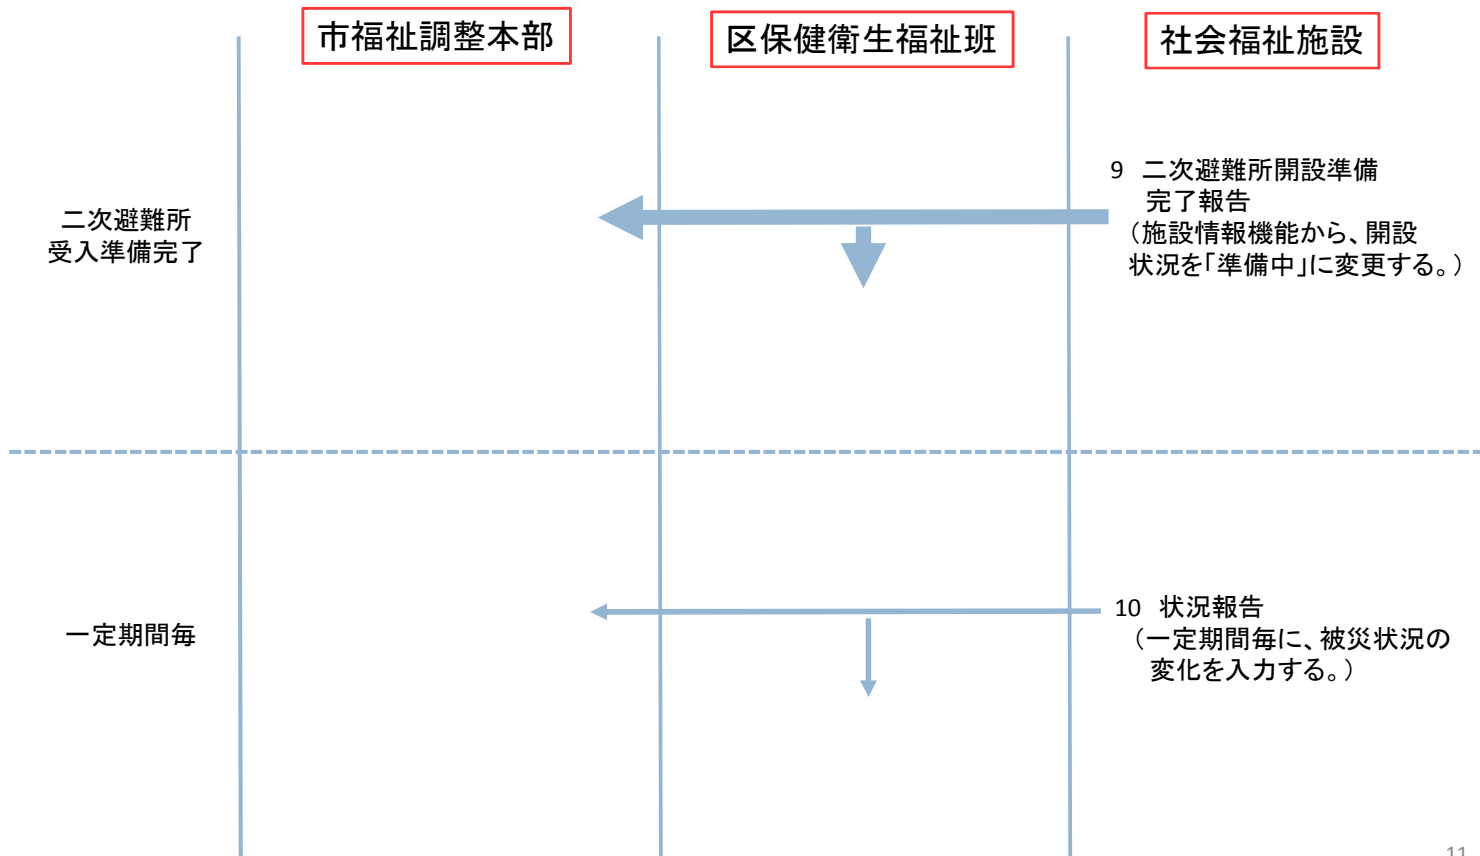 市福祉調整本部
区保健衛生福祉班
社会福祉施設
二次避難所
受入準備完了
9 二次避難所開設準備
完了報告
（施設情報機能から、開設
状況を「準備中」に変更する。）
一定期間毎
10 状況報告
（一定期間毎に、被災状況の
変化を入力する。）
11